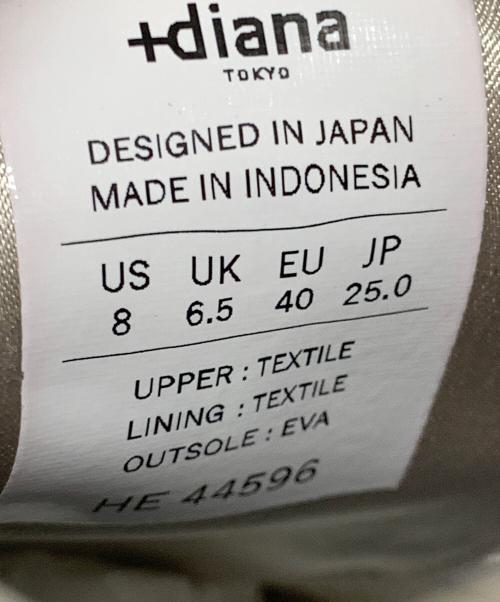 +diana
TOKYO
DESIGNED IN JAPAN
MADE IN INDONESIA
US UK EU JP
8 6.5 40 25.0
UPPER : TEXTILE
LINING : TEXTILE
OUTSOLE : EVA
HE 44596